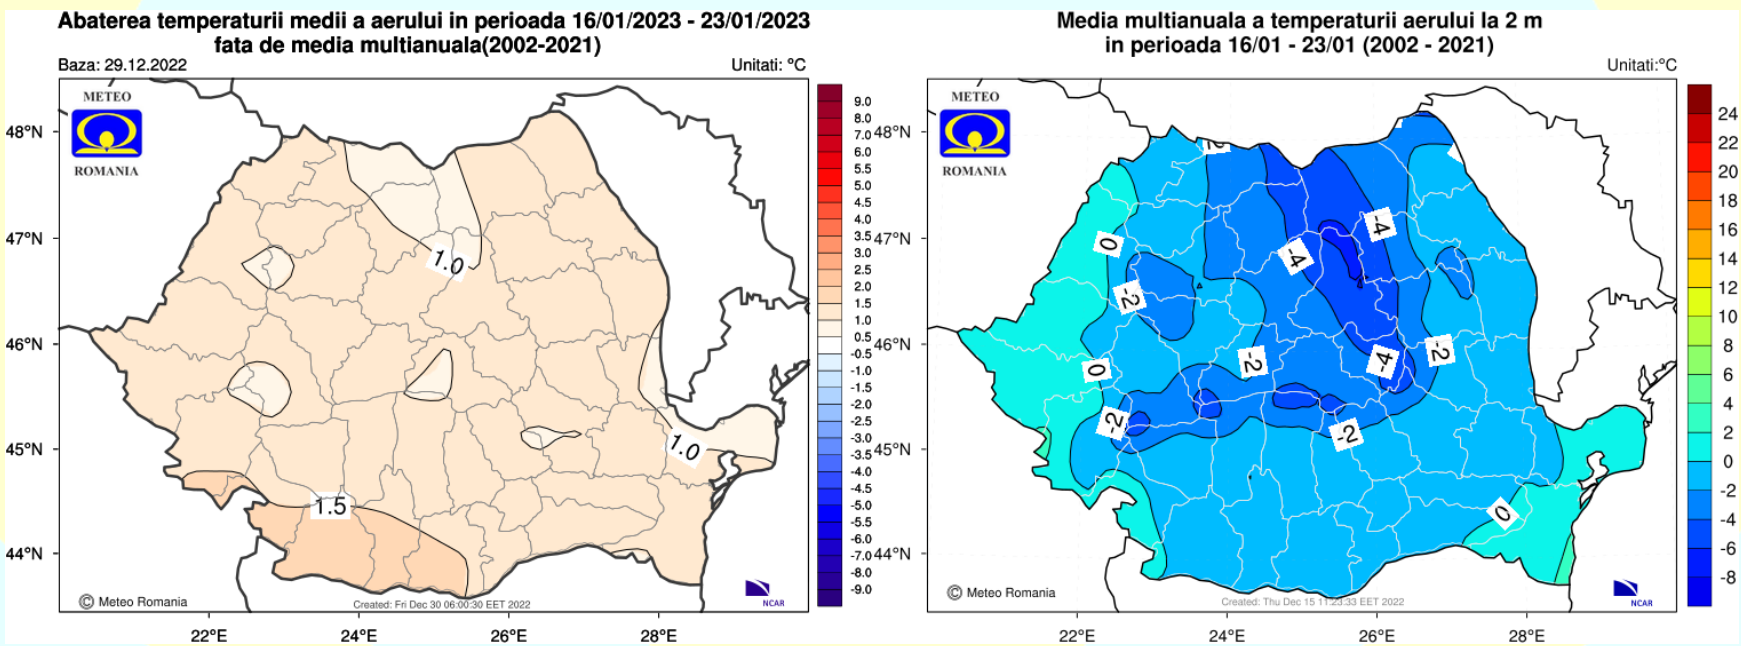 Abaterea temperaturii medii a aerului in perioada 16/01/2023 - 23/01/2023
fata de media multianuala(2002-2021)
Baza: 29.12.2022
Unitati: °C
METEO
ROMANIA
48°N
47°N
46°N
45°N
44°N
1.0
1.0
1.5
9.0
8.0
7.0
6.0
5.5
5.0
4.5
4.0
3.5
3.0
2.5
2.0
1.5
1.0
0.5
-0.5
-1.0
-1.5
-2.0
-2.5
-3.0
-3.5
-4.0
-4.5
-5.0
-5.5
-6.0
-7.0
-8.0
-9.0
© Meteo Romania
Created: Fri Dec 30 06:00:30 EET 2022
NCAR
22°E
24°E
26°E
28°E
Media multianuala a temperaturii aerului la 2 m
in perioada 16/01 - 23/01 (2002 - 2021)
Unitati:°C
METEO
ROMANIA
48°N
47°N
46°N
45°N
44°N
0
-4
-4
-2
-2
-4
-2
0
-2
-2
0
24
22
20
18
16
14
12
10
8
6
4
2
0
-2
-4
-6
-8
© Meteo Romania
Created: Thu Dec 15 11:23:33 EET 2022
NCAR
22°E
24°E
26°E
28°E